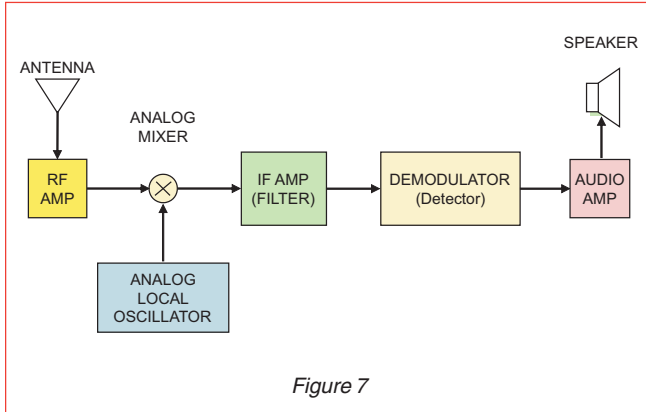 SPEAKER
ANTENNA
ANALOG
MIXER
RF
AMP
IF AMP
(FILTER)
DEMODULATOR
(Detector)
AUDIO
AMP
ANALOG
LOCAL
OSCILLATOR
Figure 7